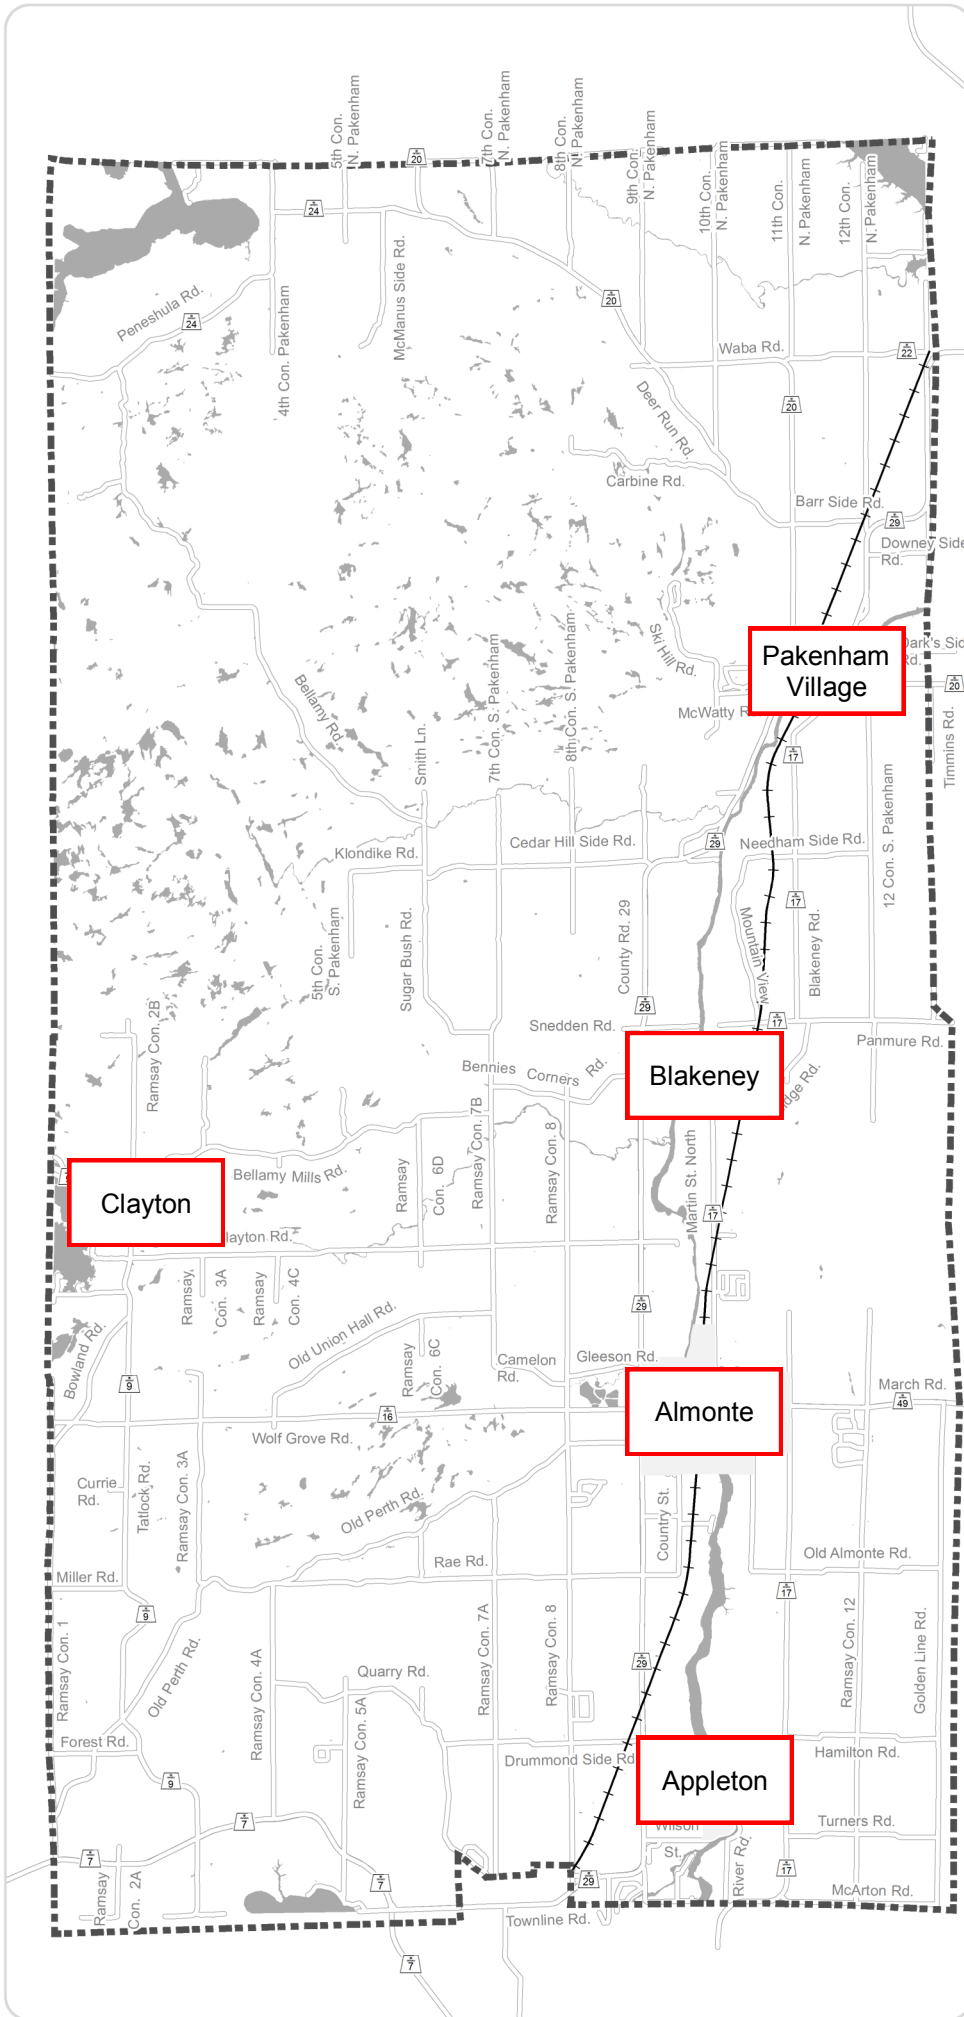 5th Con.
N. Pakenham
7th Con.
N. Pakenham
8th Con.
N. Pakenham
9th Con.
N. Pakenham
10th Con.
N. Pakenham
11th Con.
N. Pakenham
12th Con.
N. Pakenham
20
24
Peneshula Rd.
24
4th Con. Pakenham
McManus Side Rd.
20
Waba Rd.
22
20
Deer Run Rd.
Carbine Rd.
Barr Side Rd.
29
Downey Side
Rd.
Ski Hill Rd.
Pakenham
Village
Dark's Sid
Rd.
20
McWatty R
Timmins Rd.
Bellamy Rd.
Smith Ln.
7th Con. S. Pakenham
8th Con. S. Pakenham
17
12 Con. S. Pakenham
Klondike Rd.
Cedar Hill Side Rd.
29
Needham Side Rd.
17
5th Con.
S. Pakenham
Sugar Bush Rd.
County Rd. 29
Mountain View
Blakeney Rd.
29
Snedden Rd.
17
Panmure Rd.
Ramsay Con. 2B
Bennies Corners Rd.
Blakeney
idge Rd.
Clayton
Bellamy Mills Rd.
Ramsay
Con. 6D
Ramsay Con. 7B
Ramsay Con. 8
Martin St. North
17
layton Rd.
Ramsay
Con. 3A
Ramsay
Con. 4C
29
Bowland Rd.
Old Union Hall Rd.
Ramsay
Con. 6C
Camelon
Rd.
Gleeson Rd.
9
Almonte
March Rd.
49
16
Wolf Grove Rd.
Currie
Rd.
Tatlock Rd.
Ramsay Con. 3A
Old Perth Rd.
Country St.
Rae Rd.
Old Almonte Rd.
Miller Rd.
9
17
Ramsay Con. 1
Old Perth Rd.
Ramsay Con. 4A
Quarry Rd.
Ramsay Con. 5A
Ramsay Con. 7A
Ramsay Con. 8
29
Ramsay Con. 12
Golden Line Rd.
Forest Rd.
Drummond Side Rd
Appleton
Hamilton Rd.
9
7
Wilson
St.
Turners Rd.
7
Ramsay
Con. 2A
7
29
River Rd.
17
McArton Rd.
Townline Rd.
7